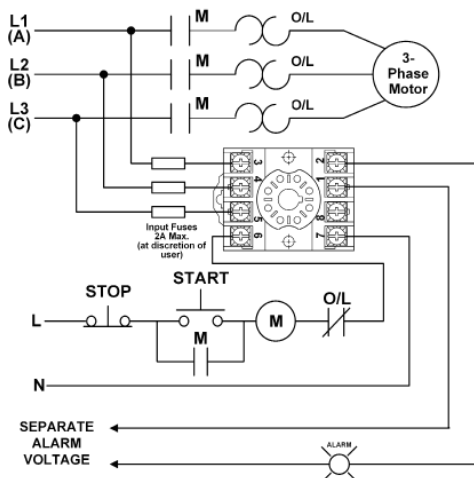 L1
(A)
M
O/L
L2
(B)
M
O/L
L3
(C)
M
O/L
3-
Phase
Motor
3
4
5
6
2
1
8
7
Input Fuses
2A Max.
(at discretion of
user)
START
STOP
L
M
M
O/L
N
SEPARATE
ALARM
VOLTAGE
ALARM